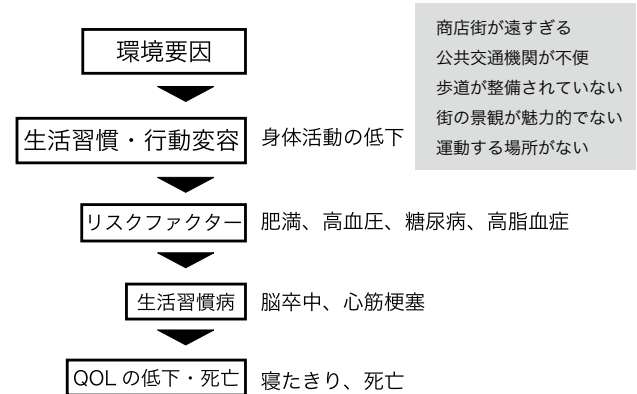 環境要因
商店街が遠すぎる
公共交通機関が不便
歩道が整備されていない
街の景観が魅力的でない
運動する場所がない
生活習慣・行動変容
身体活動の低下
リスクファクター
肥満、高血圧、糖尿病、高脂血症
生活習慣病
脳卒中、心筋梗塞
QOLの低下・死亡
寝たきり、死亡